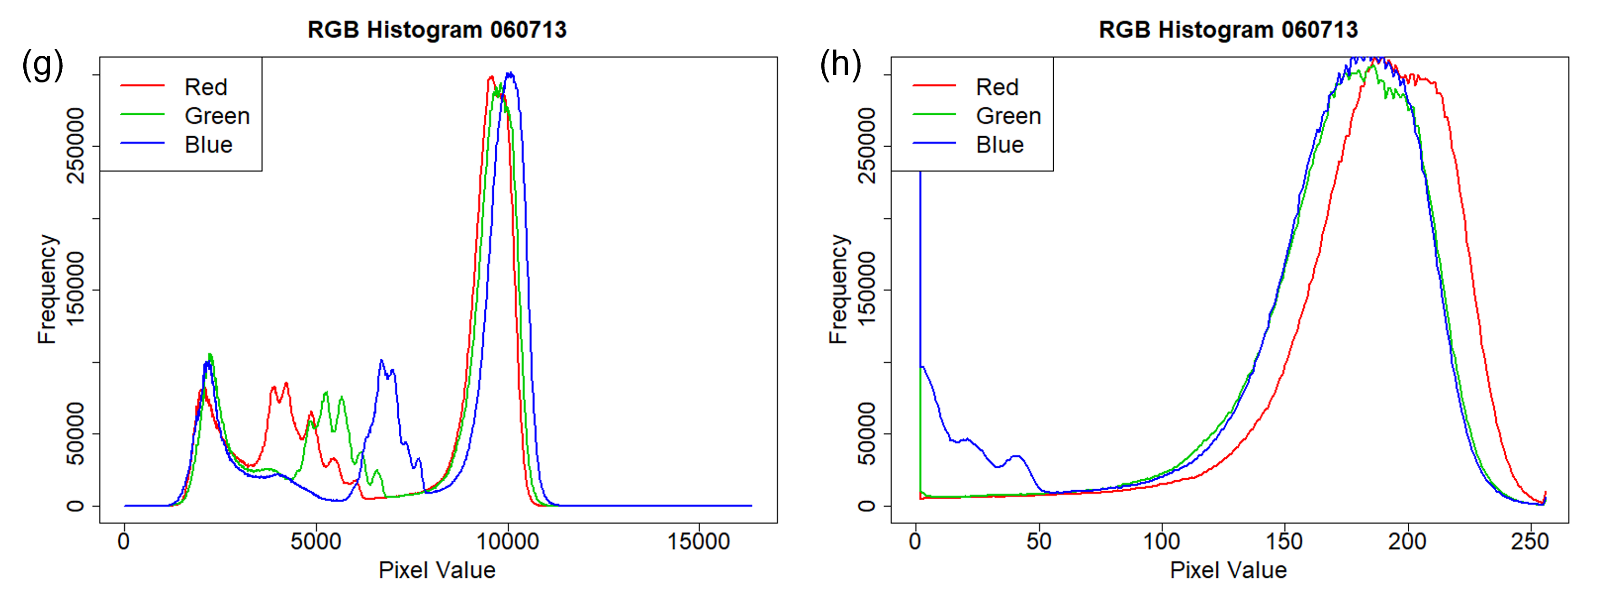 (g)
RGB Histogram 060713
Red
Green
Blue
Frequency
0
50000
150000
250000
0
5000
10000
15000
Pixel Value
(h)
RGB Histogram 060713
Red
Green
Blue
Frequency
0
50000
150000
250000
0
50
100
150
200
250
Pixel Value